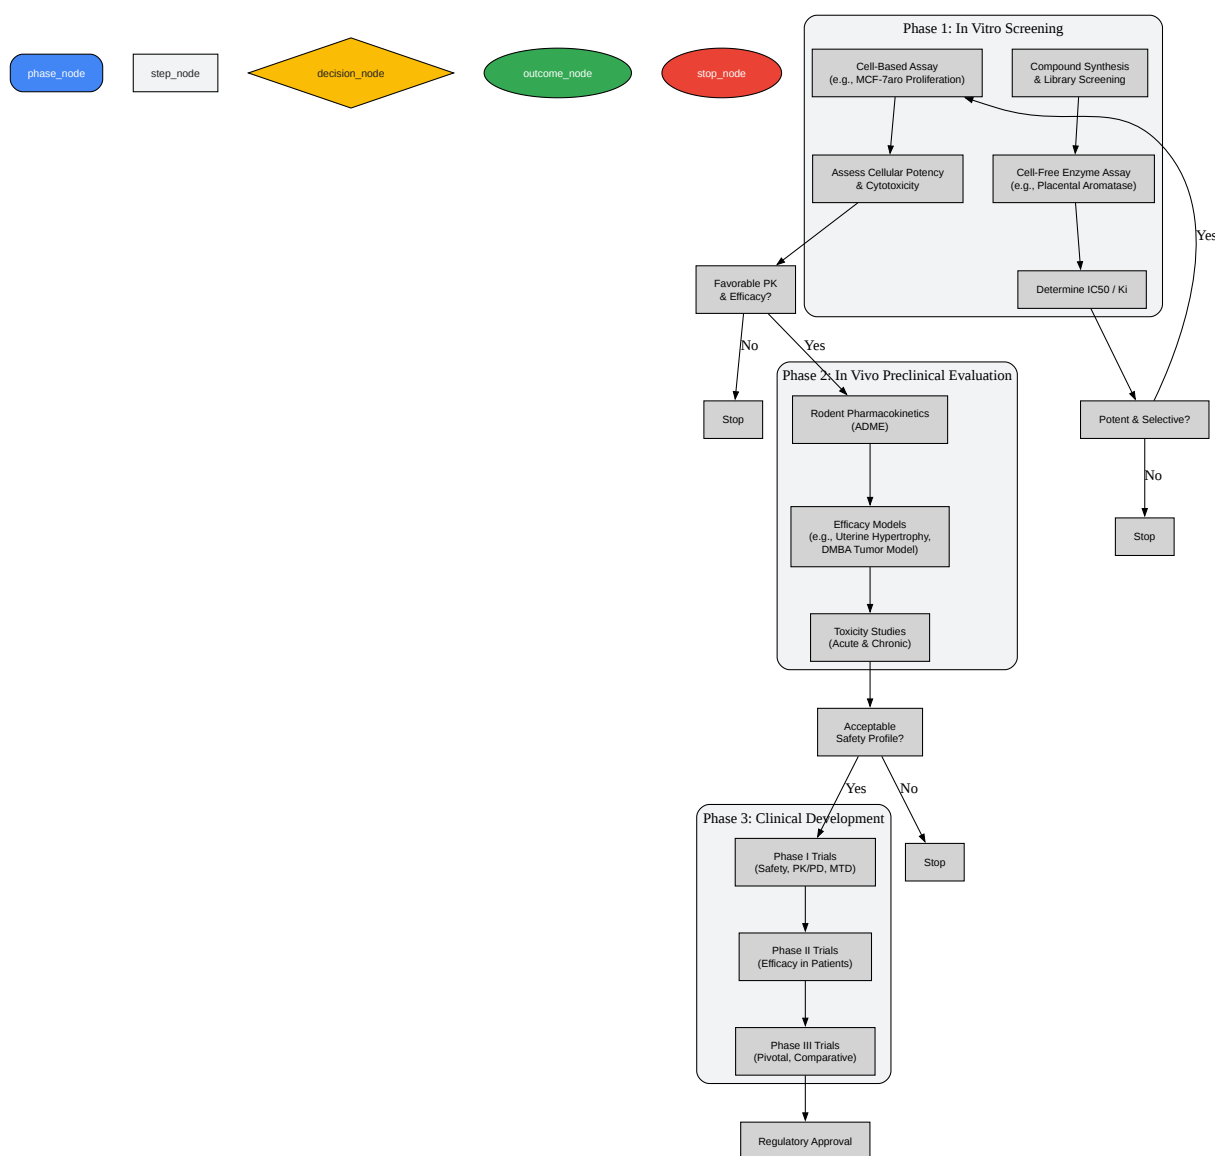 phase_node
step_node
decision_node
outcome_node
stop_node
Phase 1: In Vitro Screening
Cell-Based Assay
(e.g., MCF-7aro Proliferation)
Compound Synthesis
& Library Screening
Assess Cellular Potency
& Cytotoxicity
Cell-Free Enzyme Assay
(e.g., Placental Aromatase)
Yes
Favorable PK
& Efficacy?
Determine IC50 / Ki
No
Yes
Phase 2: In Vivo Preclinical Evaluation
Stop
Rodent Pharmacokinetics
(ADME)
Potent & Selective?
No
Efficacy Models
(e.g., Uterine Hypertrophy,
DMBA Tumor Model)
Stop
Toxicity Studies
(Acute & Chronic)
Acceptable
Safety Profile?
Yes
No
Phase 3: Clinical Development
Phase I Trials
(Safety, PK/PD, MTD)
Stop
Phase II Trials
(Efficacy in Patients)
Phase III Trials
(Pivotal, Comparative)
Regulatory Approval